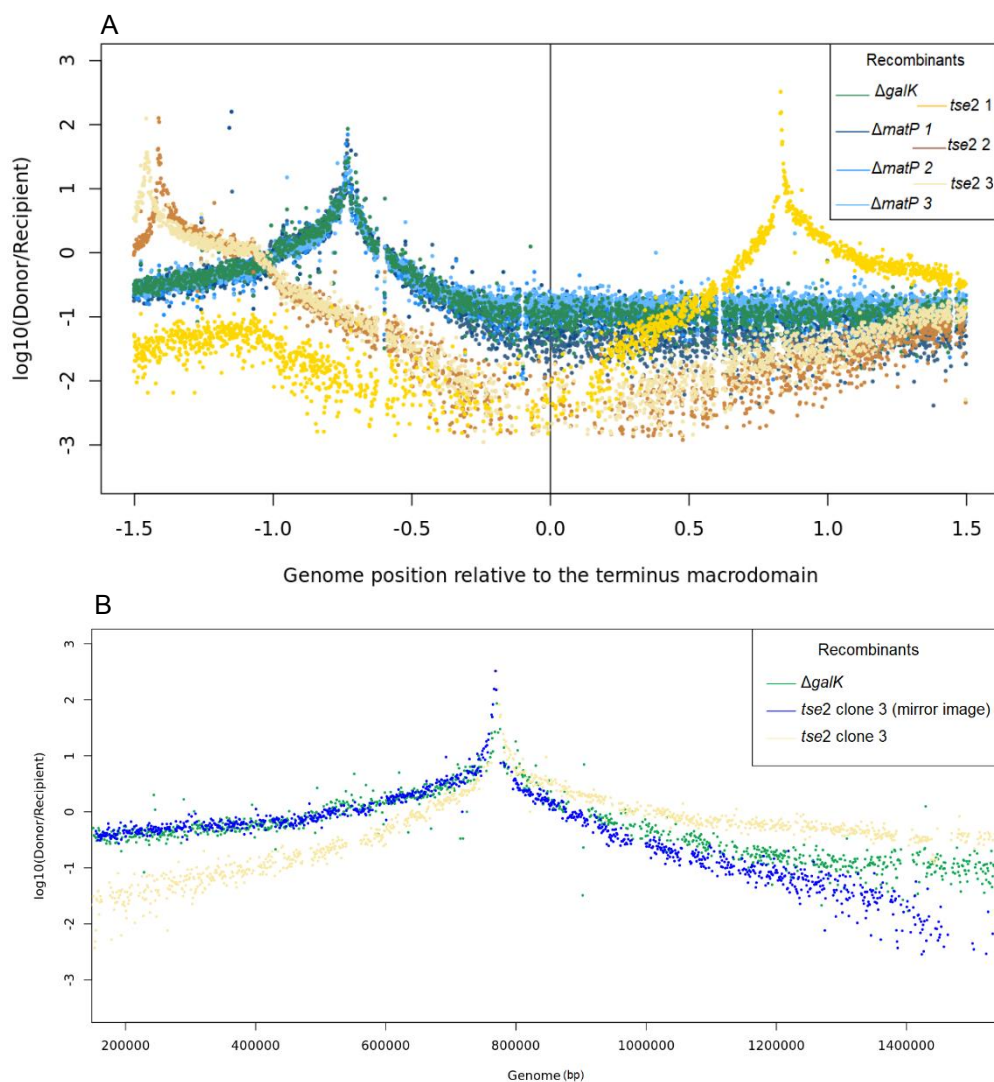 A
log10(Donor/Recipient)
3
2
1
0
-1
-2
-3
Recombinants
ΔgalK
tse2 1
ΔmatP 1
tse2 2
ΔmatP 2
tse2 3
ΔmatP 3
-1.5 -1.0 -0.5 0.0 0.5 1.0 1.5
Genome position relative to the terminus macrodomain
B
log10(Donor/Recipient)
3
2
1
0
-1
-2
-3
Recombinants
ΔgalK
tse2 clone 3 (mirror image)
tse2 clone 3
200000 400000 600000 800000 1000000 1200000 1400000
Genome (bp)